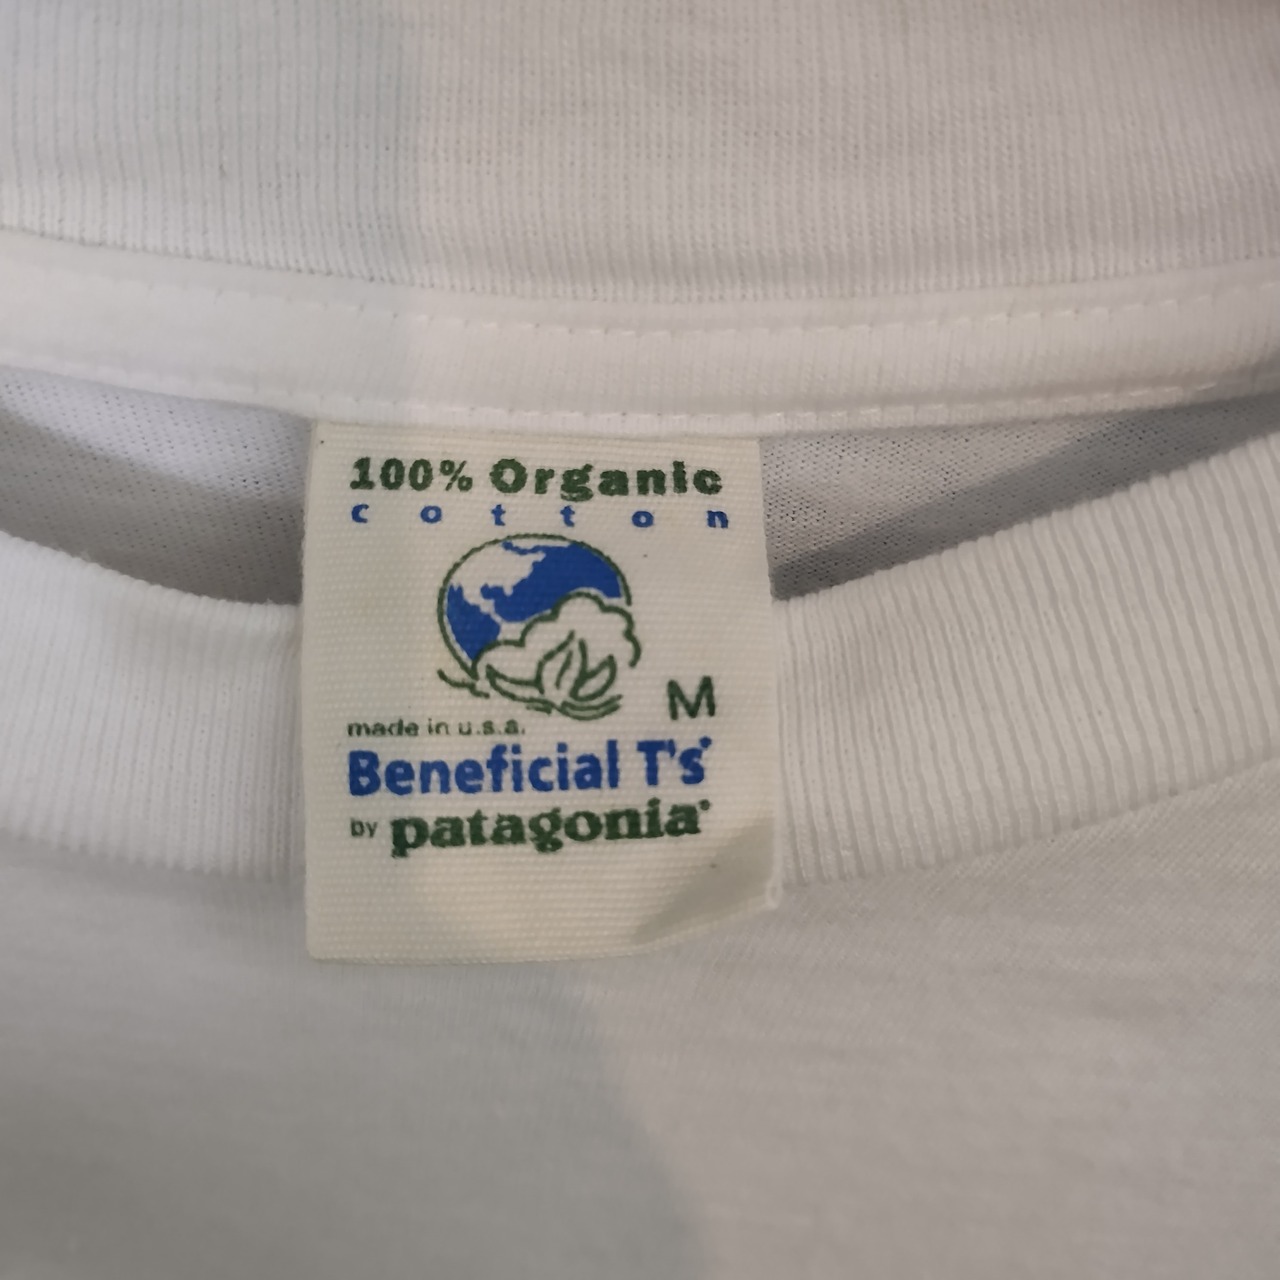 100% Organic
cotton
M
made in u.s.a.
Beneficial T's®
by patagonia®